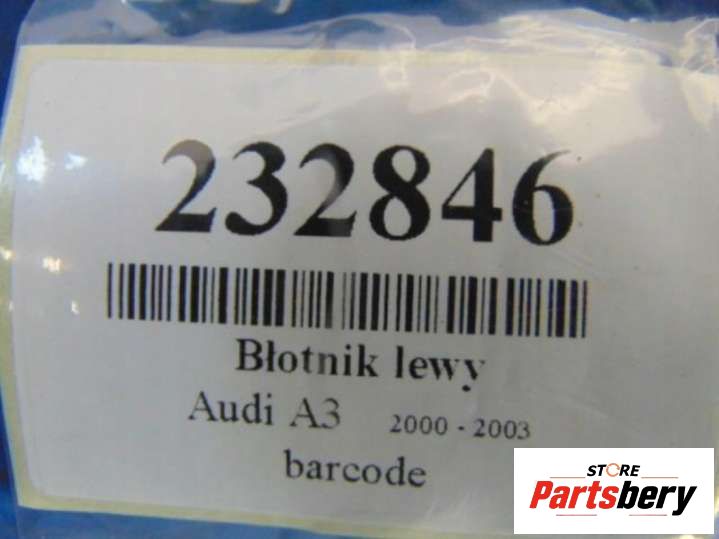 232846
Błotnik lewy
Audi A3 2000 - 2003
barcode
STORE
Partsbery